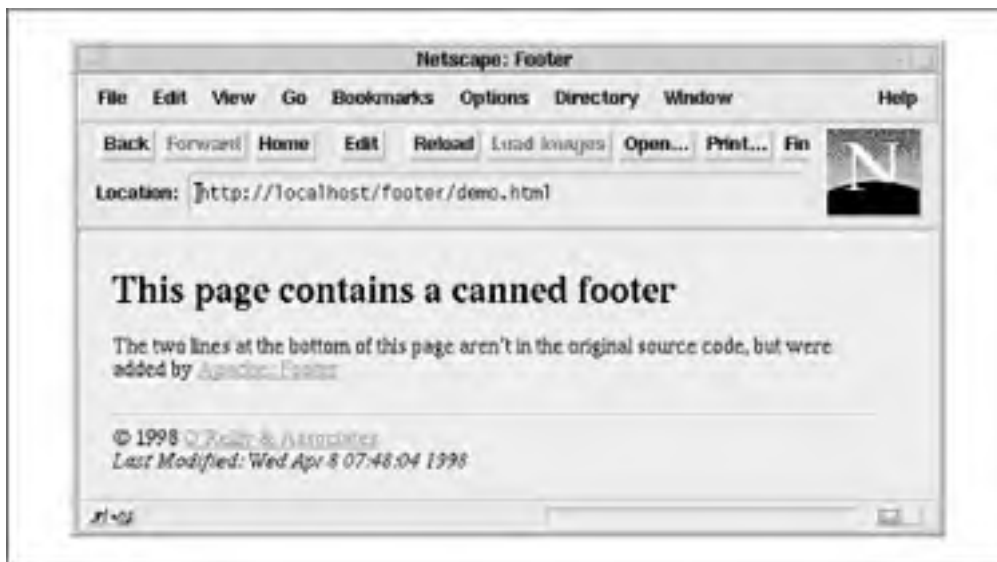 Netscape: Footer
File Edit View Go Bookmarks Options Directory Window Help
Back Forward Home Edit Reload Load Images Open... Print... Fin
N
Location: http://localhost/footer/demo.html
This page contains a canned footer
The two lines at the bottom of this page aren't in the original source code, but were
added by Apache::Footer
© 1998 O'Reilly & Associates
Last Modified: Wed Apr 8 07:48:04 1998